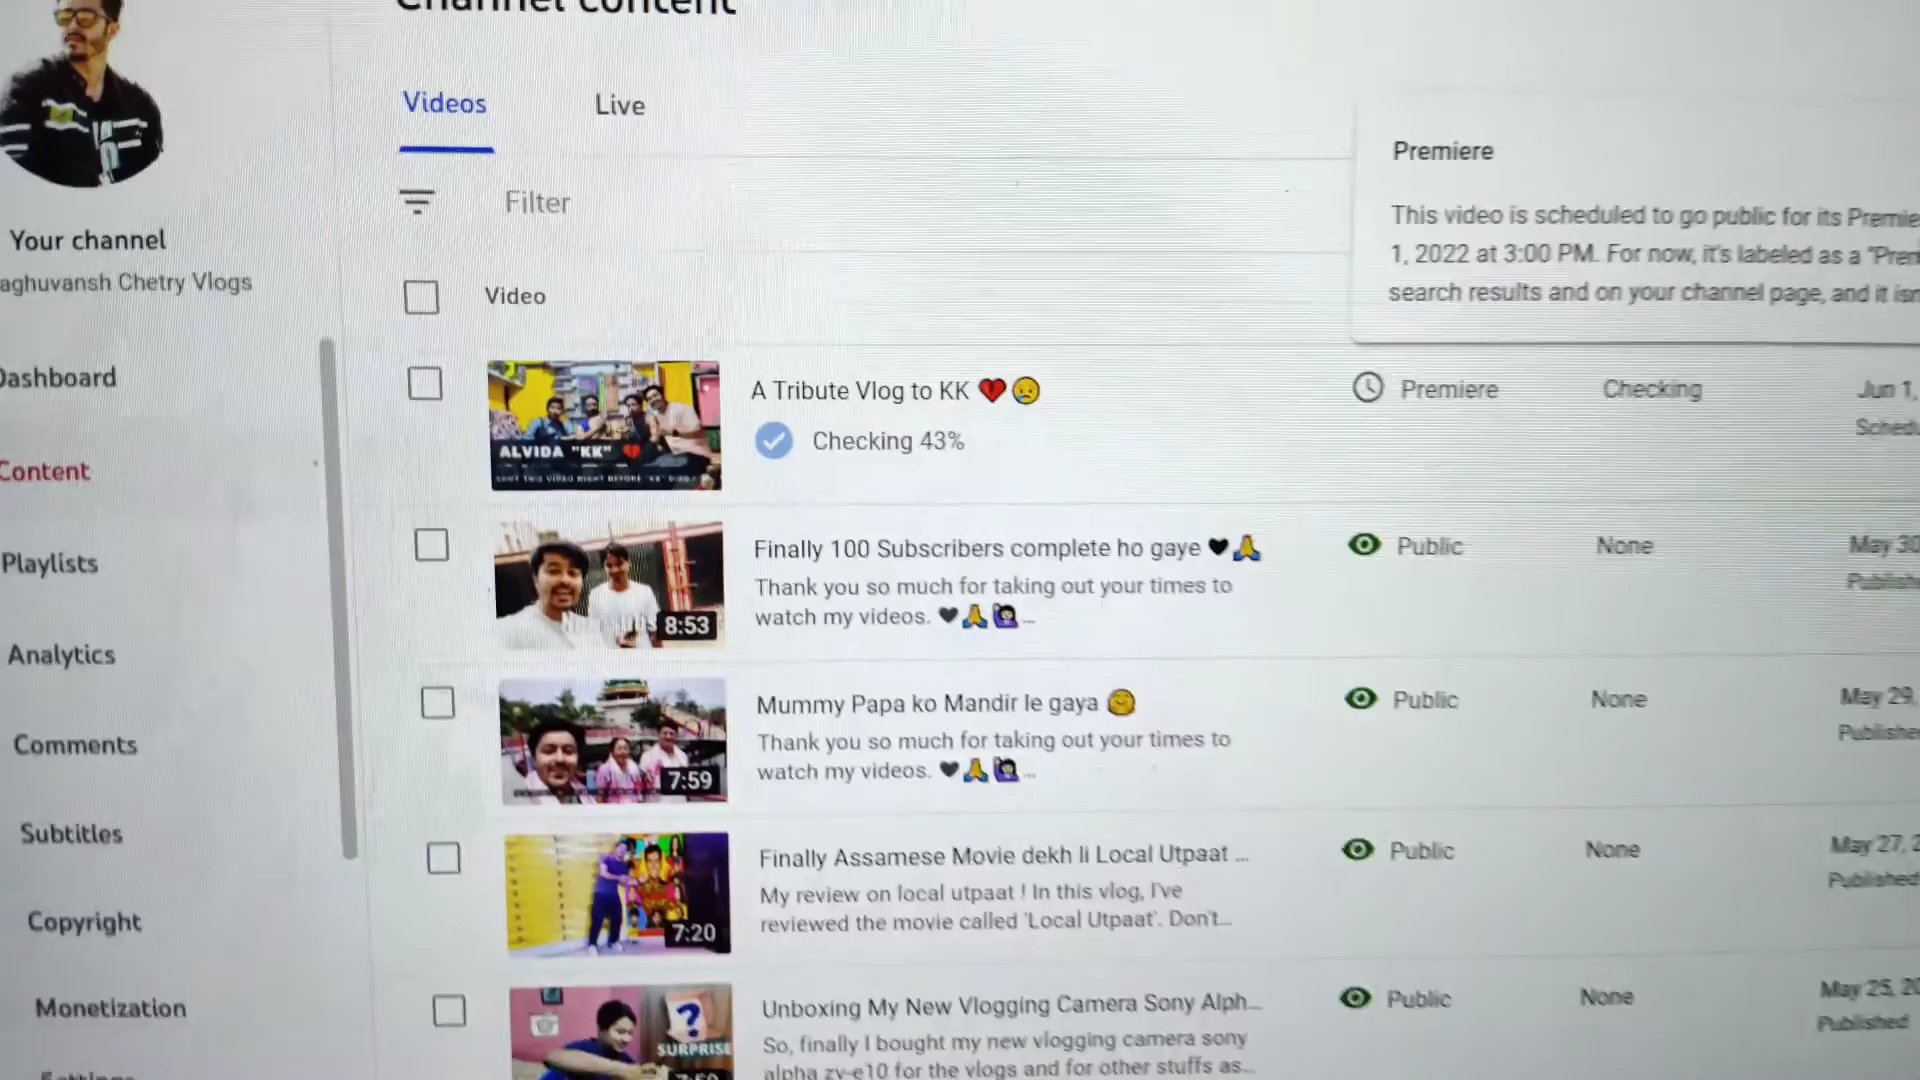 Channel content
Videos
Live
Premiere
Filter
This video is scheduled to go public for its
1, 2022 at 3:00 PM. For now, it's labeled as a
search results and on your channel page, and it
Your channel
aghuvansh Chetry Vlogs
Video
Dashboard
A Tribute Vlog to KK 💔😥
Premiere
Checking
Jun 1,
Checking 43%
ALVIDA "KK" 💔
Content
Finally 100 Subscribers complete ho gaye 🖤🙏
Public
None
May 30
Thank you so much for taking out your times to
watch my videos. 🖤🙏🙋🏻...
8:53
Playlists
Analytics
Mummy Papa ko Mandir le gaya 😊
Public
None
May 29,
Thank you so much for taking out your times to
watch my videos. 🖤🙏🙋🏻...
7:59
Comments
Subtitles
Finally Assamese Movie dekh li Local Utpaat ...
Public
None
May 27, 2
Published
My review on local utpaat ! In this vlog, I've
reviewed the movie called 'Local Utpaat'. Don't...
7:20
Copyright
Monetization
Unboxing My New Vlogging Camera Sony Alph...
Public
None
May 25, 20
Published
So, finally I bought my new vlogging camera sony
alpha zv-e10 for the vlogs and for other stuffs as...
?
SURPRISE